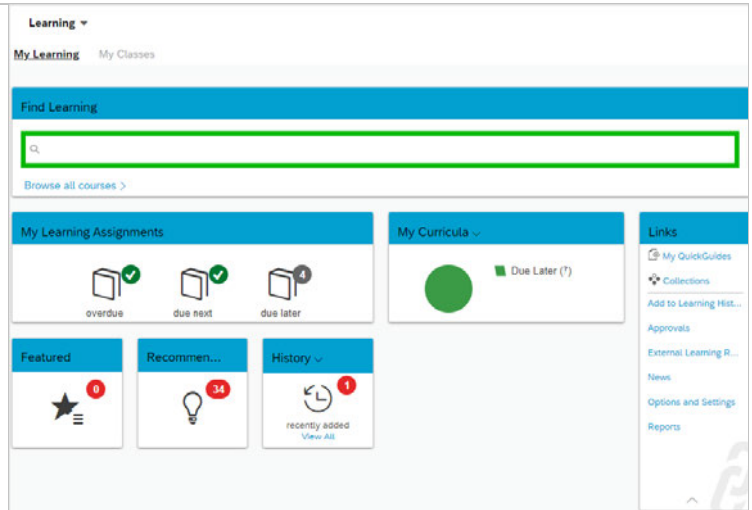 Learning
My Learning My Classes
Find Learning
Browse all courses >
My Learning Assignments
4
overdue due next due later
My Curricula
Due Later (7)
Links
My QuickGuides
Collections
Add to Learning Hist...
Approvals
External Learning R...
News
Options and Settings
Reports
Featured
0
Recommen...
34
History
1
recently added
View All